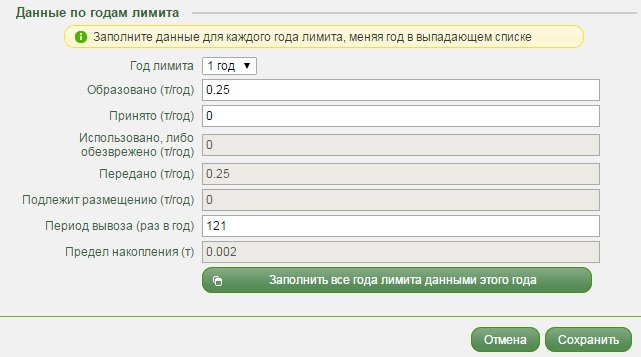 Данные по годам лимита
Заполните данные для каждого года лимита, меняя год в выпадающем списке
Год лимита 1 год
Образовано (т/год) 0.25
Принято (т/год) 0
Использовано, либо
обезврежено (т/год) 0
Передано (т/год) 0.25
Подлежит размещению (т/год) 0
Период вывоза (раз в год) 121
Предел накопления (т) 0.002
Заполнить все года лимита данными этого года
Отмена Сохранить